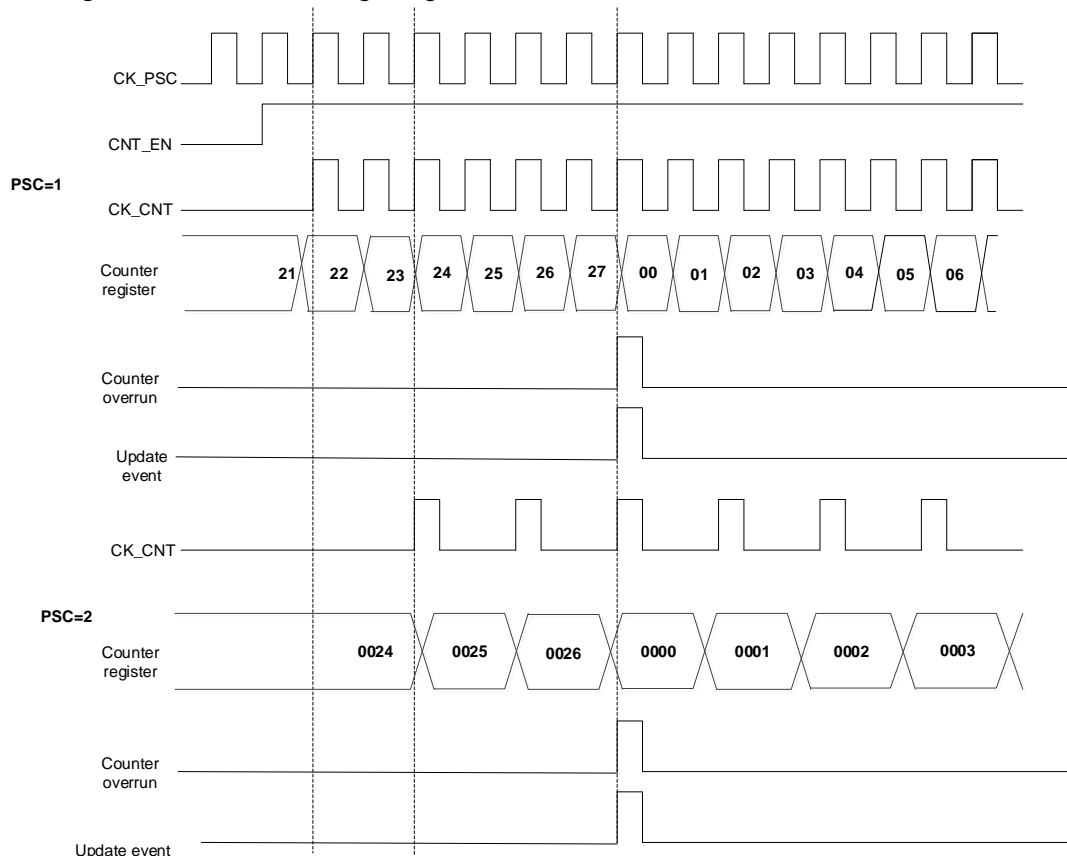 CK_PSC
CNT_EN
PSC=1
CK_CNT
Counter
register
21 22 23 24 25 26 27 00 01 02 03 04 05 06
Counter
overrun
Update
event
CK_CNT
PSC=2
Counter
register
0024 0025 0026 0000 0001 0002 0003
Counter
overrun
Update event